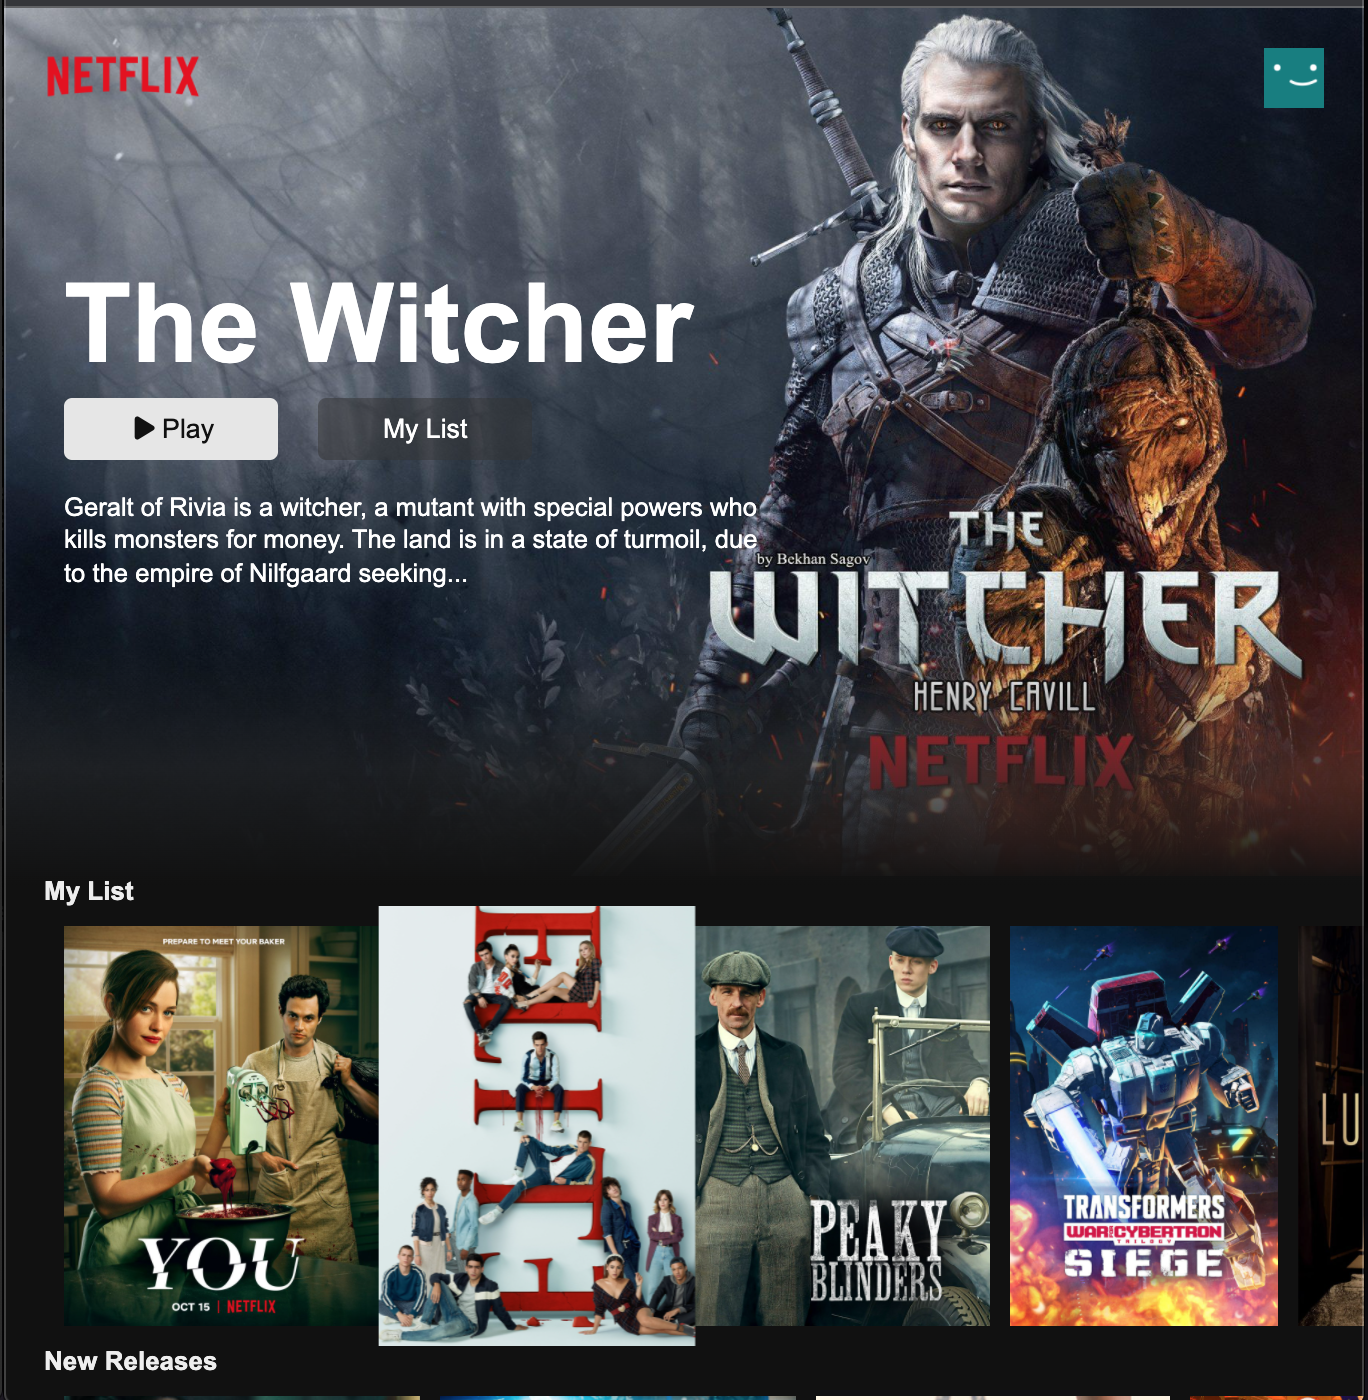 NETFLIX
The Witcher
Play
My List
Geralt of Rivia is a witcher, a mutant with special powers who
kills monsters for money. The land is in a state of turmoil, due
to the empire of Nilfgaard seeking...
THE
by Bekhan Sagov
WITCHER
HENRY CAVILL
NETFLIX
My List
PREPARE TO MEET YOUR BAKER
YOU
OCT 15 | NETFLIX
ELITE
PEAKY
BLINDERS
TRANSFORMERS
WAR FOR CYBERTRON
TRILOGY
SIEGE
LU
New Releases